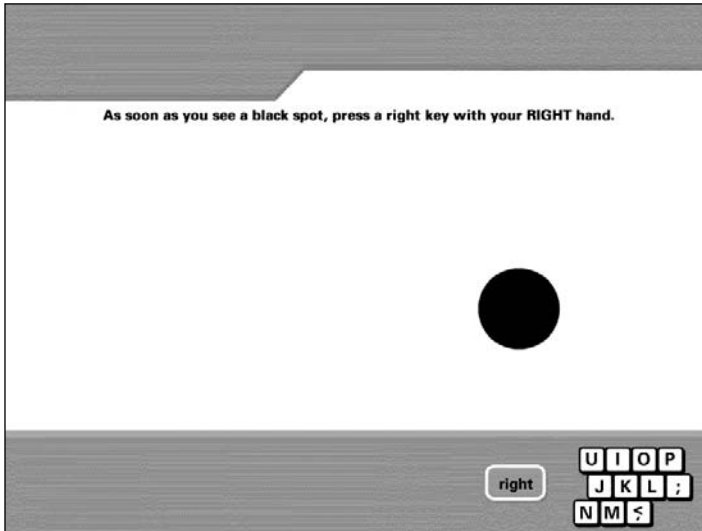 As soon as you see a black spot, press a right key with your RIGHT hand.
right
U I O P
J K L ;
N M <,